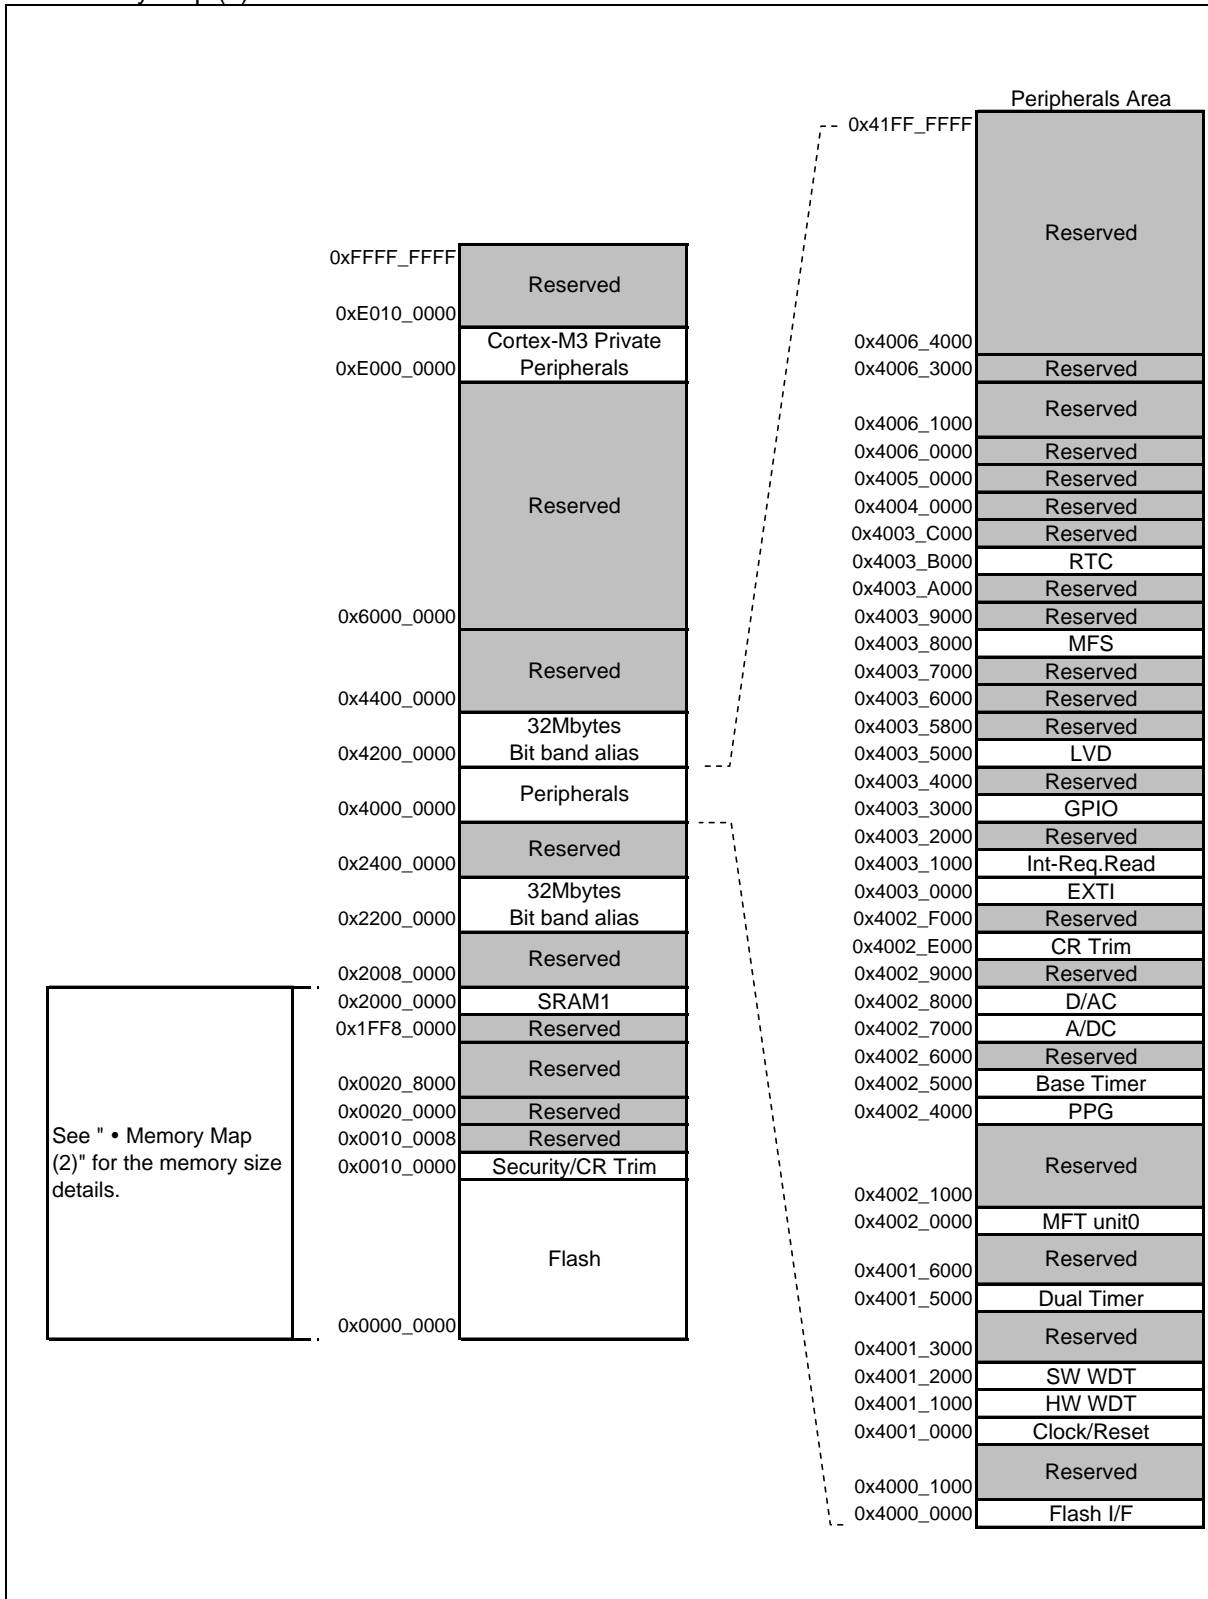 Peripherals Area
0x41FF_FFFF
Reserved
0x4006_4000
0x4006_3000 Reserved
Reserved
0x4006_1000
0x4006_0000 Reserved
0x4005_0000 Reserved
0x4004_0000 Reserved
0x4003_C000 Reserved
0x4003_B000 RTC
0x4003_A000 Reserved
0x4003_9000 Reserved
0x4003_8000 MFS
0x4003_7000 Reserved
0x4003_6000 Reserved
0x4003_5800 Reserved
0x4003_5000 LVD
0x4003_4000 Reserved
0x4003_3000 GPIO
0x4003_2000 Reserved
0x4003_1000 Int-Req.Read
0x4003_0000 EXTI
0x4002_F000 Reserved
0x4002_E000 CR Trim
0x4002_9000 Reserved
0x4002_8000 D/AC
0x4002_7000 A/DC
0x4002_6000 Reserved
0x4002_5000 Base Timer
0x4002_4000 PPG
Reserved
0x4002_1000
0x4002_0000 MFT unit0
Reserved
0x4001_6000
0x4001_5000 Dual Timer
Reserved
0x4001_3000
0x4001_2000 SW WDT
0x4001_1000 HW WDT
0x4001_0000 Clock/Reset
Reserved
0x4000_1000
0x4000_0000 Flash I/F
0xFFFF_FFFF
Reserved
0xE010_0000
Cortex-M3 Private
0xE000_0000 Peripherals
Reserved
0x6000_0000
Reserved
0x4400_0000
32Mbytes
0x4200_0000 Bit band alias
Peripherals
0x4000_0000
Reserved
0x2400_0000
32Mbytes
0x2200_0000 Bit band alias
Reserved
0x2008_0000
0x2000_0000 SRAM1
0x1FF8_0000 Reserved
Reserved
0x0020_8000
0x0020_0000 Reserved
0x0010_0008 Reserved
0x0010_0000 Security/CR Trim
Flash
0x0000_0000
See " • Memory Map
(2)" for the memory size
details.